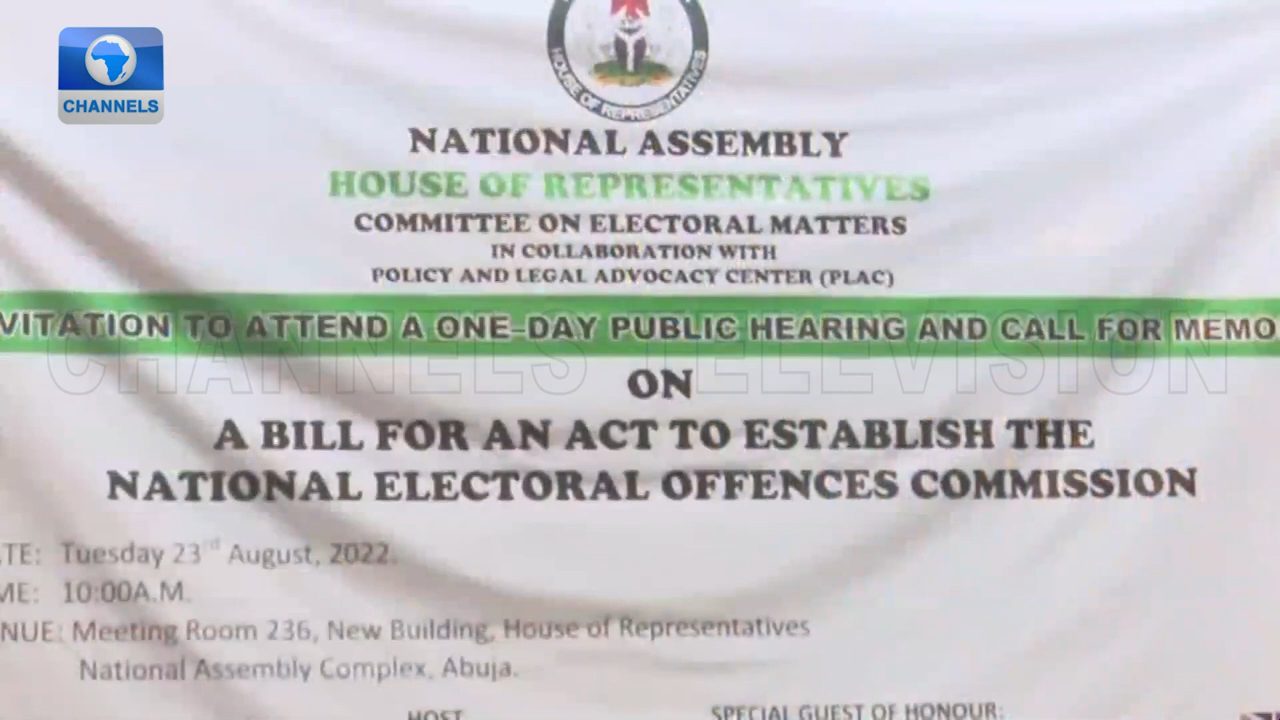 CHANNELS
HOUSE OF REPRESENTATIVES
NATIONAL ASSEMBLY
HOUSE OF REPRESENTATIVES
COMMITTEE ON ELECTORAL MATTERS
IN COLLABORATION WITH
POLICY AND LEGAL ADVOCACY CENTER (PLAC)
VITATION TO ATTEND A ONE-DAY PUBLIC HEARING AND CALL FOR MEMO
CHANNELS TELEVISION
ON
A BILL FOR AN ACT TO ESTABLISH THE
NATIONAL ELECTORAL OFFENCES COMMISSION
TE: Tuesday 23rd August, 2022.
ME: 10:00A.M.
NUE: Meeting Room 236, New Building, House of Representatives
National Assembly Complex, Abuja.
HOST
SPECIAL GUEST OF HONOUR: